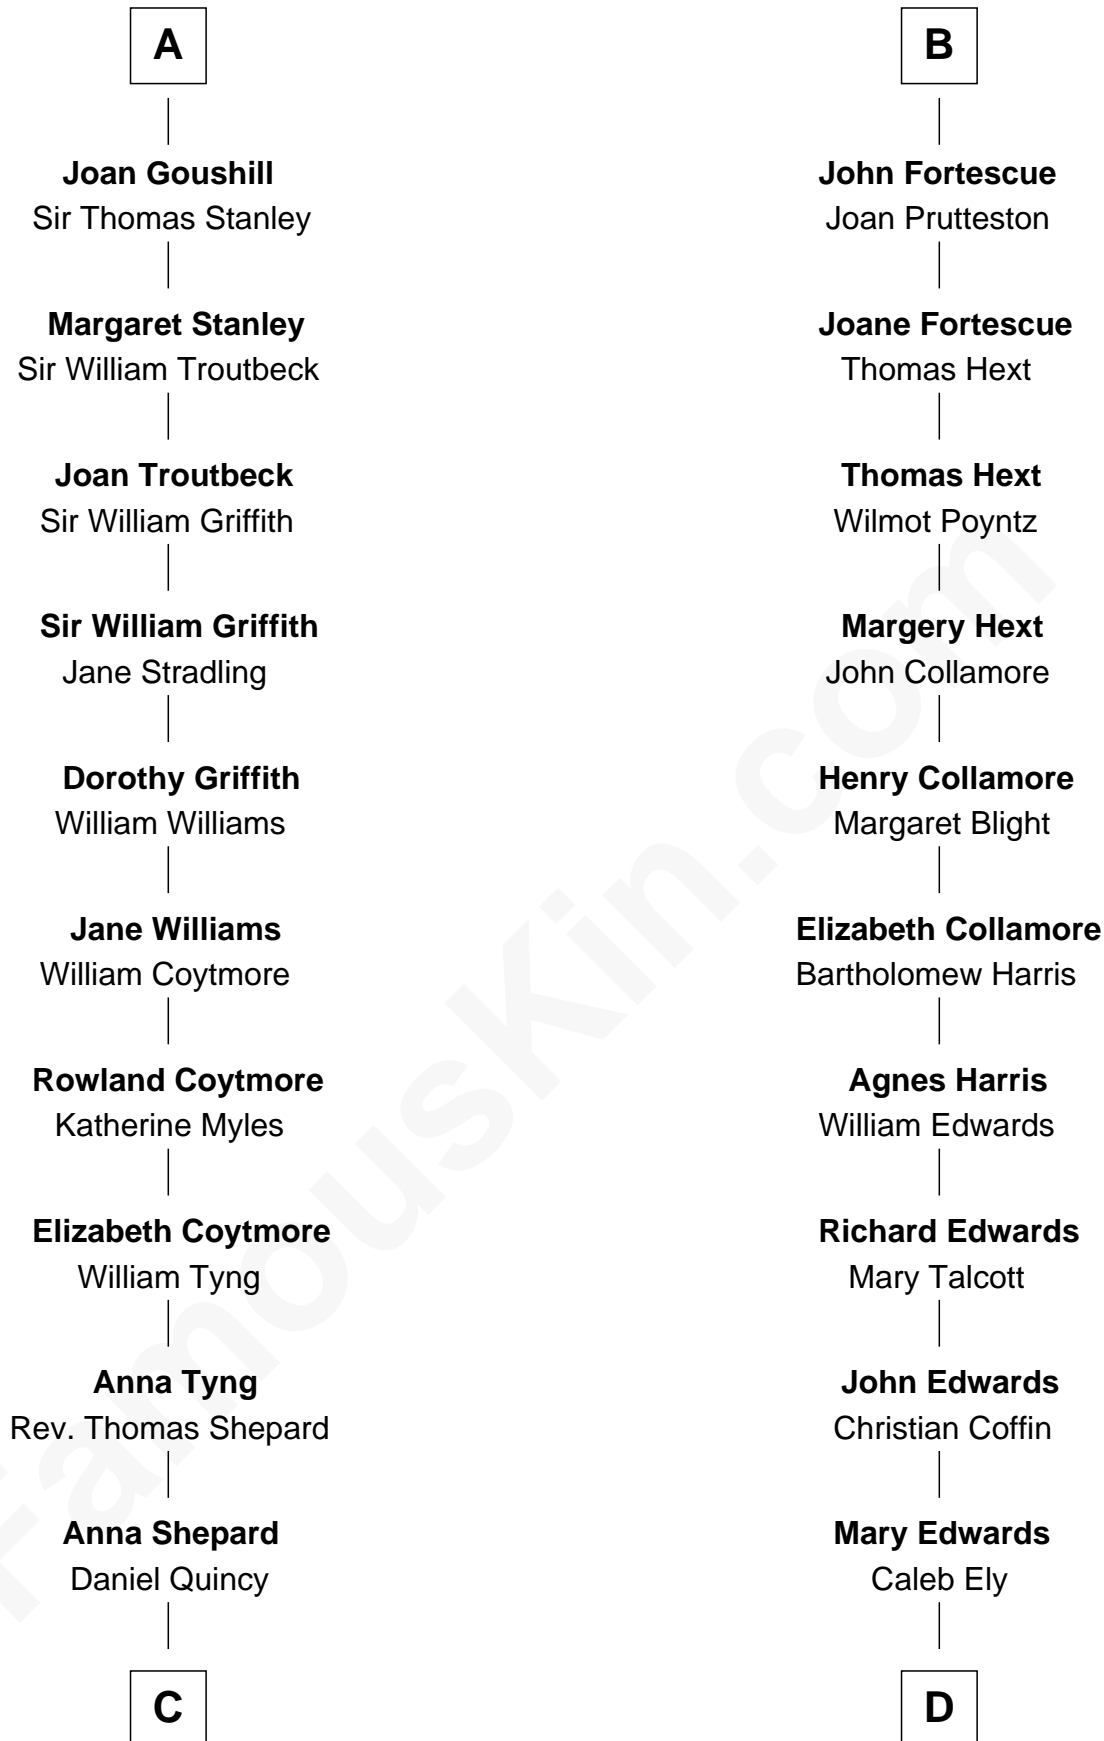 A
Joan Goushill
Sir Thomas Stanley
Margaret Stanley
Sir William Troutbeck
Joan Troutbeck
Sir William Griffith
Sir William Griffith
Jane Stradling
Dorothy Griffith
William Williams
Jane Williams
William Coytmore
Rowland Coytmore
Katherine Myles
Elizabeth Coytmore
William Tyng
Anna Tyng
Rev. Thomas Shepard
Anna Shepard
Daniel Quincy
C
B
John Fortescue
Joan Prutteston
Joane Fortescue
Thomas Hext
Thomas Hext
Wilmot Poyntz
Margery Hext
John Collamore
Henry Collamore
Margaret Blight
Elizabeth Collamore
Bartholomew Harris
Agnes Harris
William Edwards
Richard Edwards
Mary Talcott
John Edwards
Christian Coffin
Mary Edwards
Caleb Ely
D
FamousKin.com